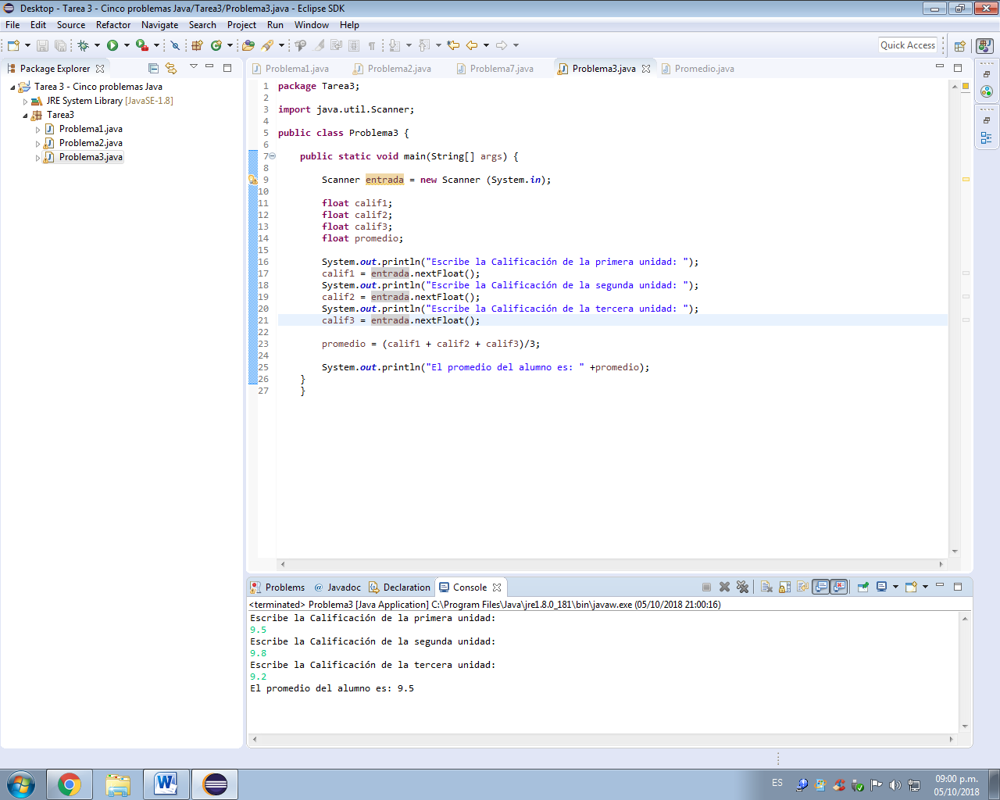 Desktop - Tarea 3 - Cinco problemas Java/Tarea3/Problema3.java - Eclipse SDK
File Edit Source Refactor Navigate Search Project Run Window Help
Quick Access
Package Explorer
Tarea 3 - Cinco problemas Java
JRE System Library [JavaSE-1.8]
Tarea3
Problema1.java
Problema2.java
Problema3.java
Problema1.java Problema2.java Problema7.java Problema3.java Promedio.java
1 package Tarea3;
2
3 import java.util.Scanner;
4
5 public class Problema3 {
6
7 public static void main(String[] args) {
8
9 Scanner entrada = new Scanner (System.in);
10
11 float calif1;
12 float calif2;
13 float calif3;
14 float promedio;
15
16 System.out.println("Escribe la Calificación de la primera unidad: ");
17 calif1 = entrada.nextFloat();
18 System.out.println("Escribe la Calificación de la segunda unidad: ");
19 calif2 = entrada.nextFloat();
20 System.out.println("Escribe la Calificación de la tercera unidad: ");
21 calif3 = entrada.nextFloat();
22
23 promedio = (calif1 + calif2 + calif3)/3;
24
25 System.out.println("El promedio del alumno es: " +promedio);
26 }
27 }
Problems @ Javadoc Declaration Console
<terminated> Problema3 [Java Application] C:\Program Files\Java\jre1.8.0_181\bin\javaw.exe (05/10/2018 21:00:16)
Escribe la Calificación de la primera unidad:
9.5
Escribe la Calificación de la segunda unidad:
9.8
Escribe la Calificación de la tercera unidad:
9.2
El promedio del alumno es: 9.5
ES
09:00 p.m.
05/10/2018